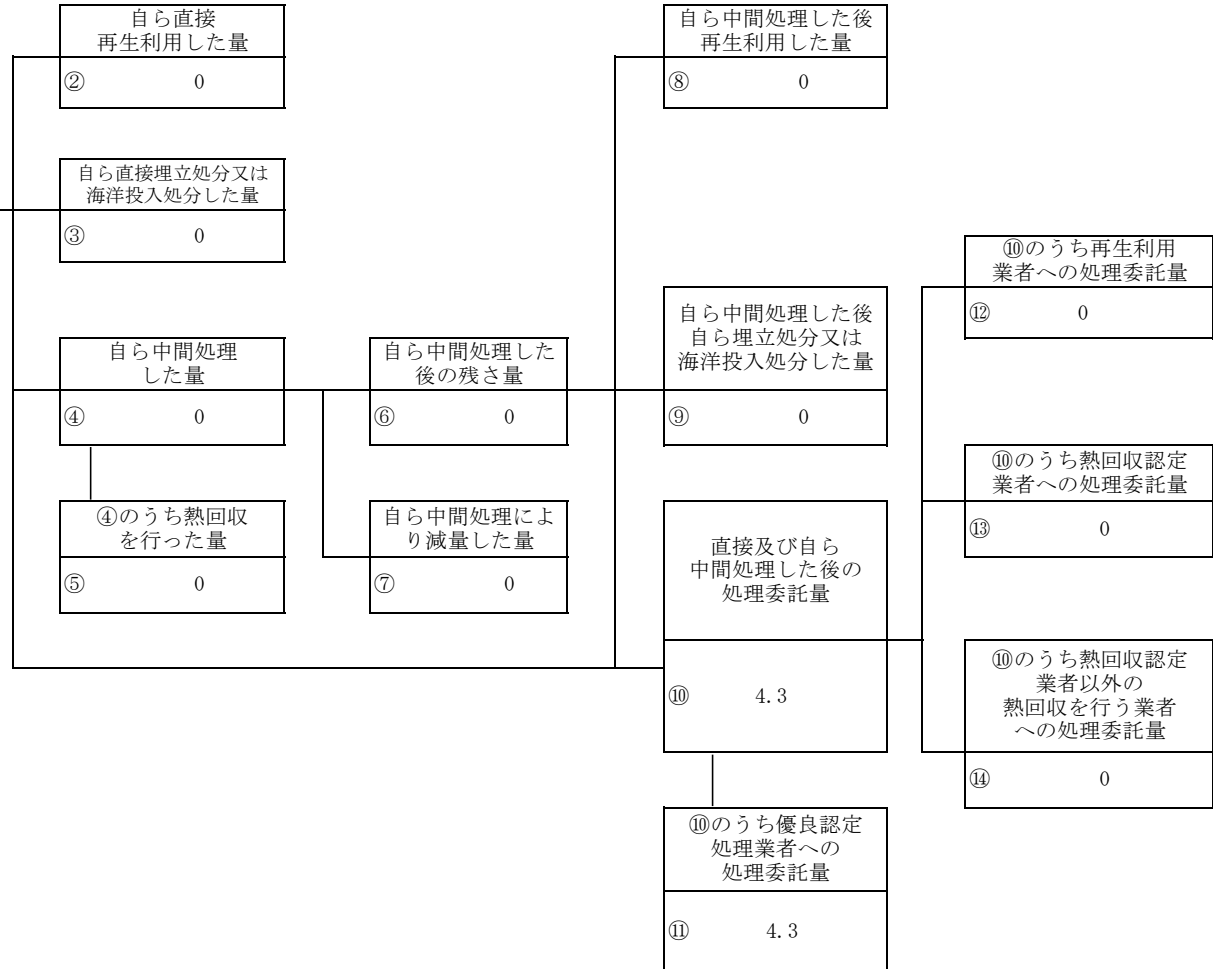 自ら直接
再生利用した量
② 0
自ら直接埋立処分又は
海洋投入処分した量
③ 0
自ら中間処理
した量
④ 0
④のうち熱回収
を行った量
⑤ 0
自ら中間処理した
後の残さ量
⑥ 0
自ら中間処理によ
り減量した量
⑦ 0
自ら中間処理した後
再生利用した量
⑧ 0
自ら中間処理した後
自ら埋立処分又は
海洋投入処分した量
⑨ 0
直接及び自ら
中間処理した後の
処理委託量
⑩ 4.3
⑩のうち優良認定
処理業者への
処理委託量
⑪ 4.3
⑩のうち再生利用
業者への処理委託量
⑫ 0
⑩のうち熱回収認定
業者への処理委託量
⑬ 0
⑩のうち熱回収認定
業者以外の
熱回収を行う業者
への処理委託量
⑭ 0